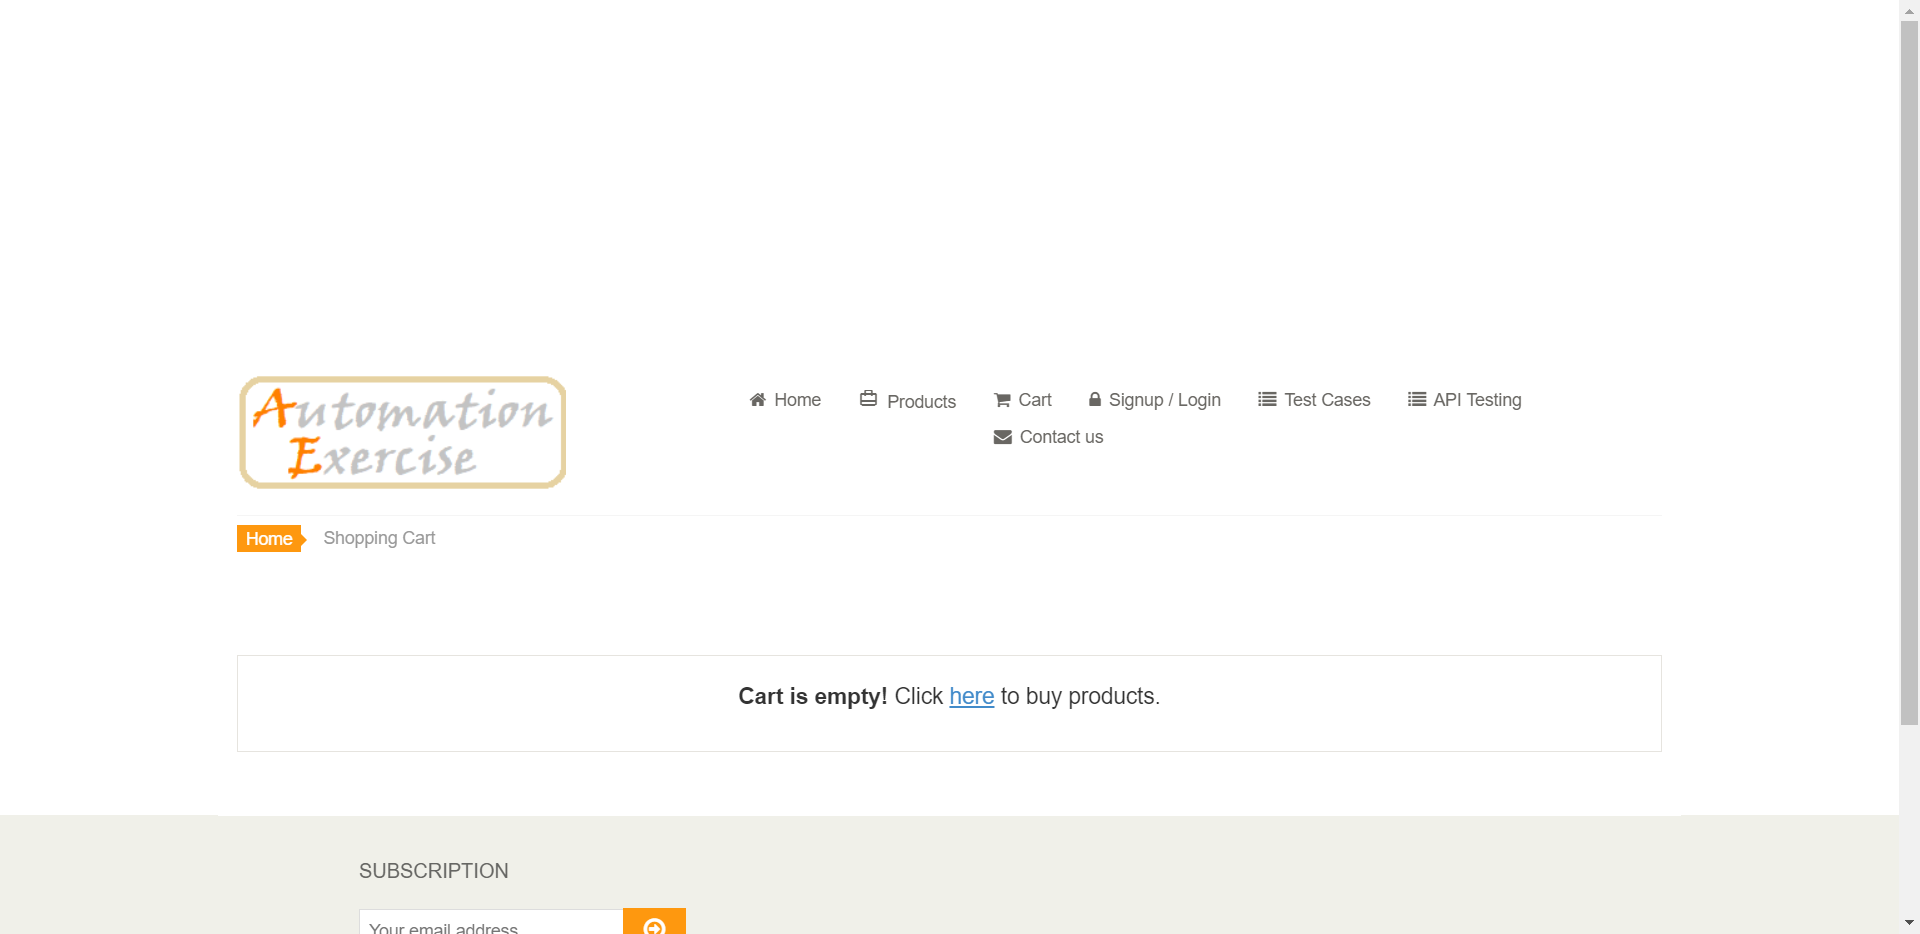 Automation
Exercise
Home Products Cart Signup / Login Test Cases API Testing
Contact us
Home Shopping Cart
Cart is empty! Click here to buy products.
SUBSCRIPTION
Your email address